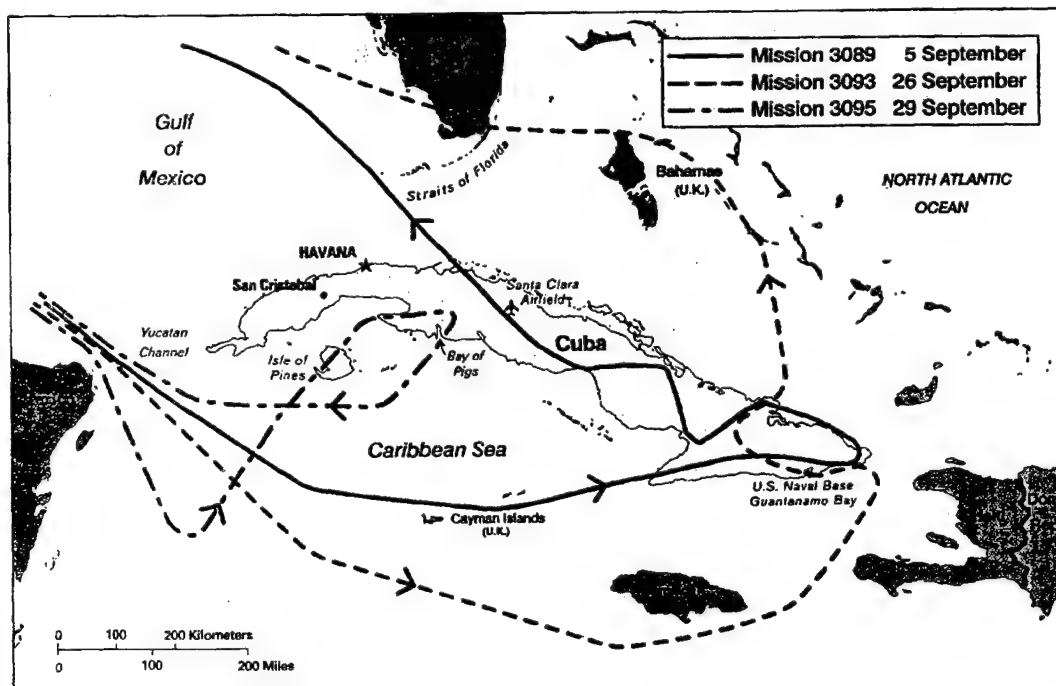 Mission 3089 5 September
Mission 3093 26 September
Mission 3095 29 September
Gulf
of
Mexico
Straits of Florida
Bahamas
(U.K.)
NORTH ATLANTIC
OCEAN
HAVANA
San Cristobal
Santa Clara
Airfield
Yucatan
Channel
Isle of
Pines
Bay of
Pigs
Cuba
Caribbean Sea
U.S. Naval Base
Guantanamo Bay
Cayman Islands
(U.K.)
0 100 200 Kilometers
0 100 200 Miles